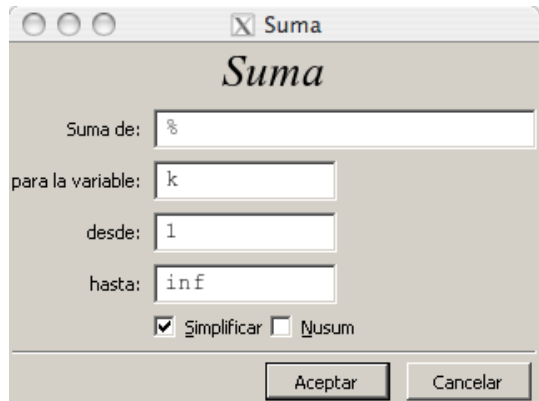 Suma
Suma
Suma de: %
para la variable: k
desde: 1
hasta: inf
Simplificar Nusum
Aceptar Cancelar